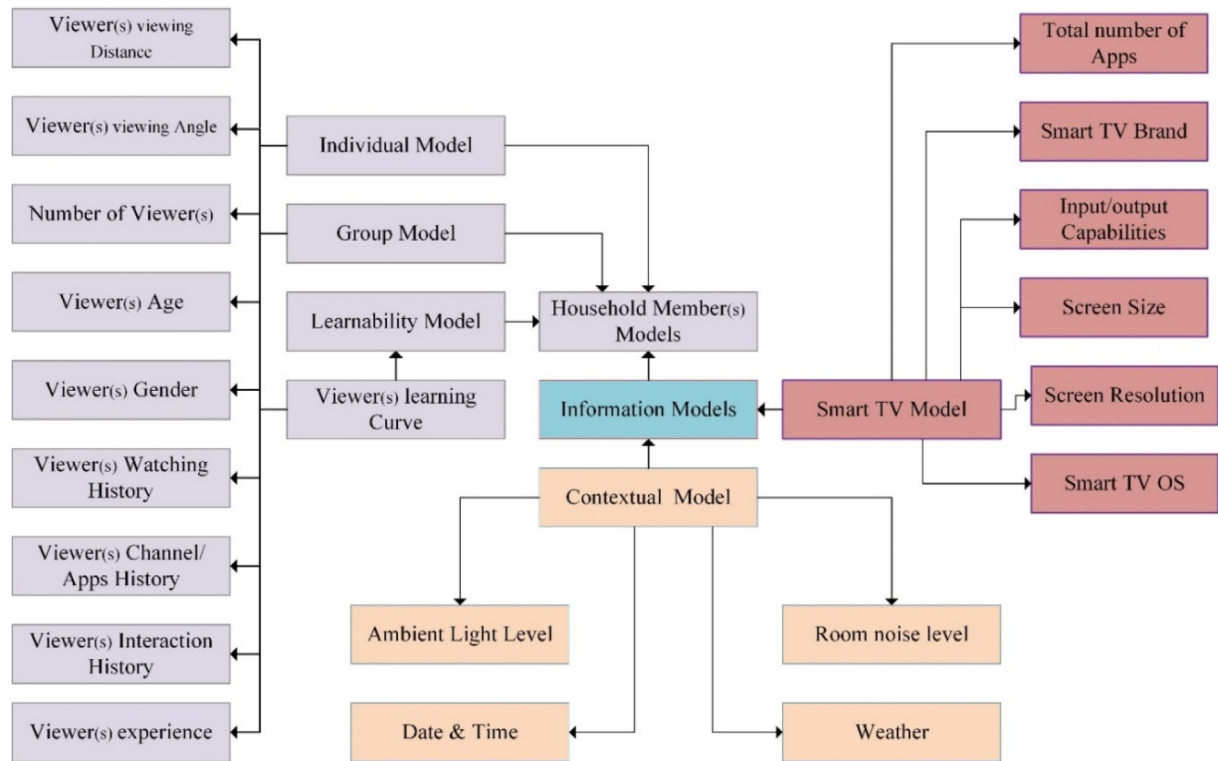 Viewer(s) viewing
Distance
Viewer(s) viewing Angle
Number of Viewer(s)
Viewer(s) Age
Viewer(s) Gender
Viewer(s) Watching
History
Viewer(s) Channel/
Apps History
Viewer(s) Interaction
History
Viewer(s) experience
Individual Model
Group Model
Learnability Model
Viewer(s) learning
Curve
Household Member(s)
Models
Information Models
Contextual Model
Ambient Light Level
Date & Time
Room noise level
Weather
Smart TV Model
Total number of
Apps
Smart TV Brand
Input/output
Capabilities
Screen Size
Screen Resolution
Smart TV OS